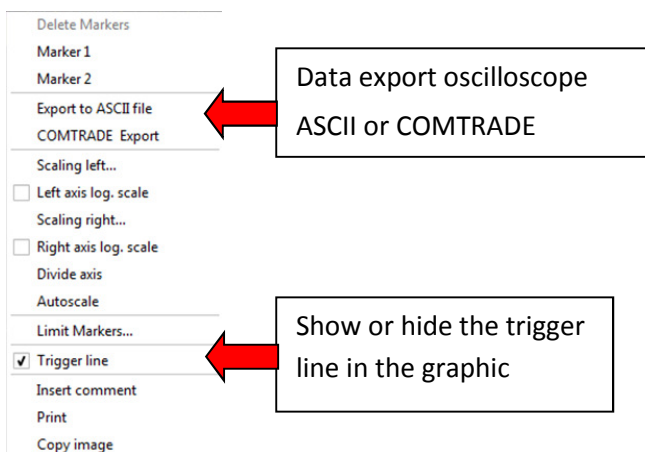 Delete Markers
Marker 1
Marker 2
Export to ASCII file
COMTRADE Export
Scaling left...
Left axis log. scale
Scaling right...
Right axis log. scale
Divide axis
Autoscale
Limit Markers...
Trigger line
Insert comment
Print
Copy image
Data export oscilloscope
ASCII or COMTRADE
Show or hide the trigger
line in the graphic